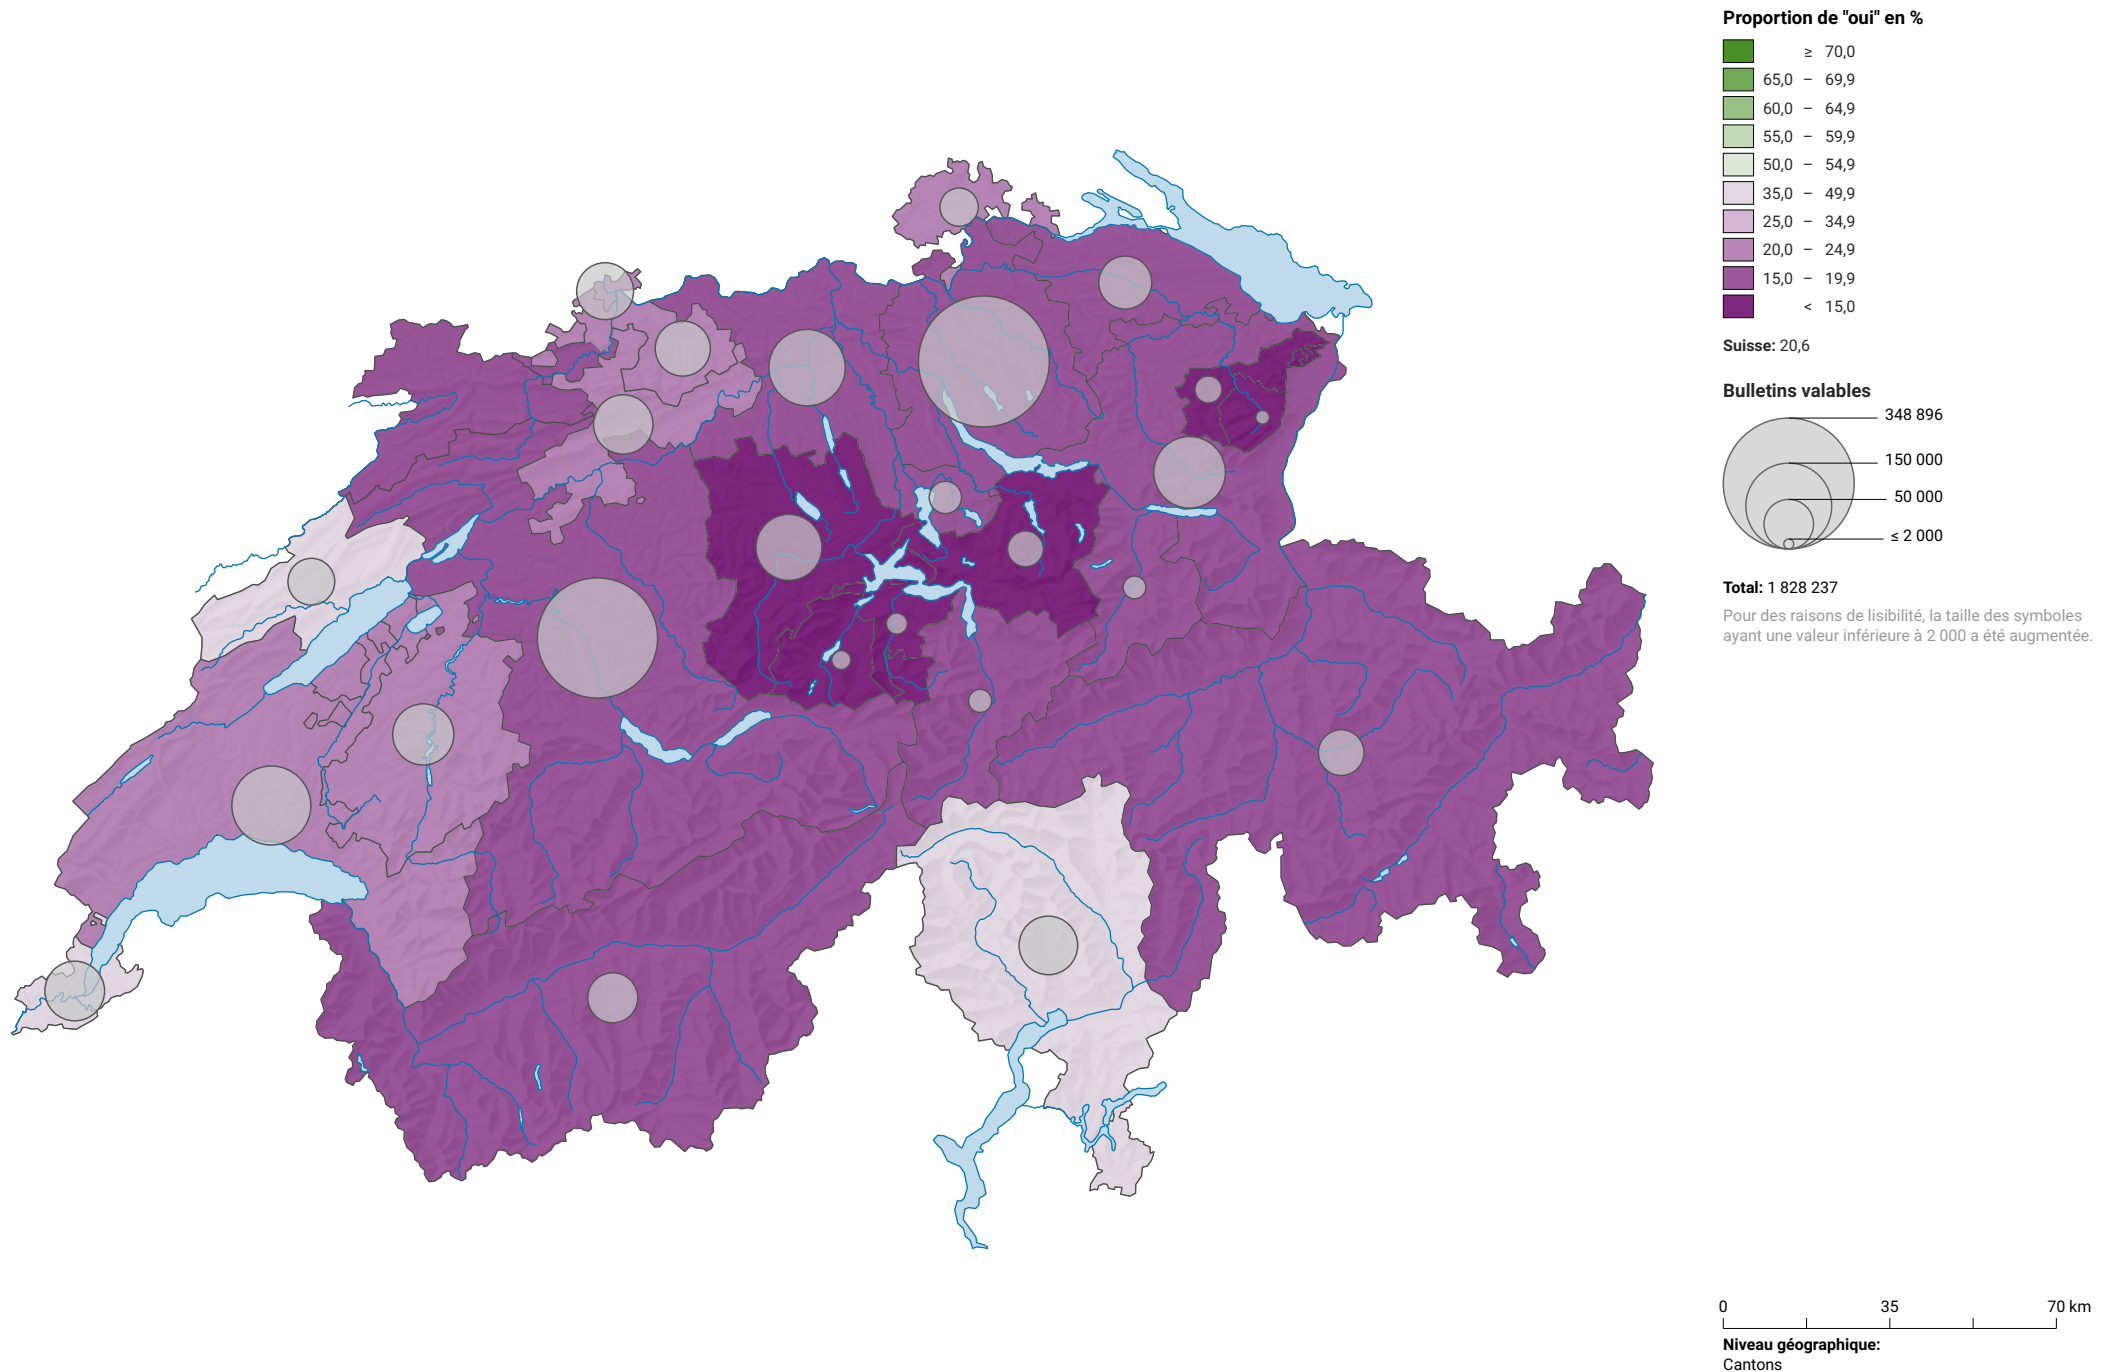 Proportion de "oui" en %
≥ 70,0
65,0 – 69,9
60,0 – 64,9
55,0 – 59,9
50,0 – 54,9
35,0 – 49,9
25,0 – 34,9
20,0 – 24,9
15,0 – 19,9
< 15,0
Suisse: 20,6
Bulletins valables
348 896
150 000
50 000
≤ 2 000
Total: 1 828 237
Pour des raisons de lisibilité, la taille des symboles
ayant une valeur inférieure à 2 000 a été augmentée.
0 35 70 km
Niveau géographique:
Cantons